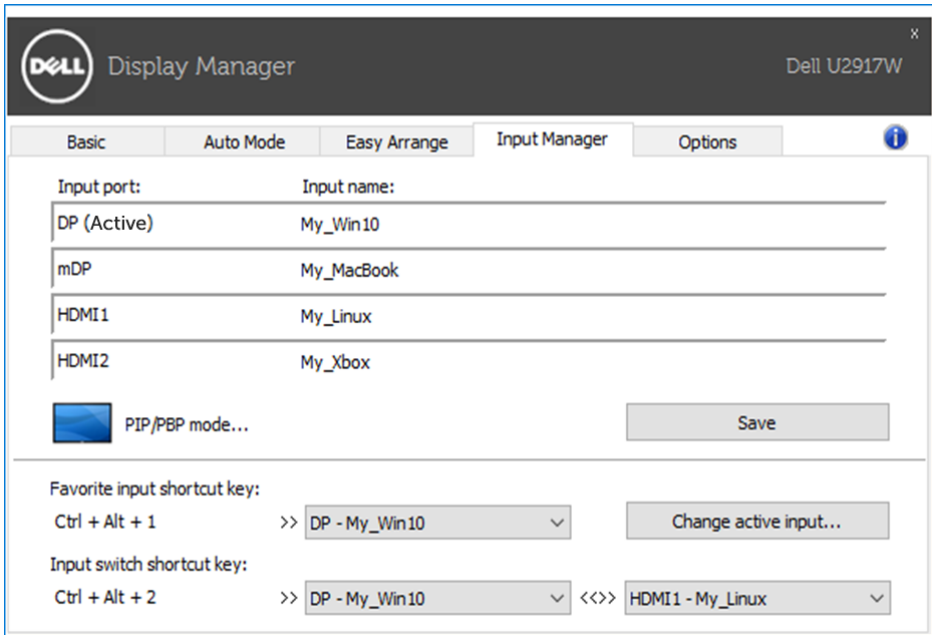 x
DELL Display Manager Dell U2917W
Basic Auto Mode Easy Arrange Input Manager Options i
Input port: Input name:
DP (Active) My_Win10
mDP My_MacBook
HDMI1 My_Linux
HDMI2 My_Xbox
PIP/PBP mode... Save
Favorite input shortcut key:
Ctrl + Alt + 1 >> DP - My_Win10 Change active input...
Input switch shortcut key:
Ctrl + Alt + 2 >> DP - My_Win10 <<>> HDMI1 - My_Linux